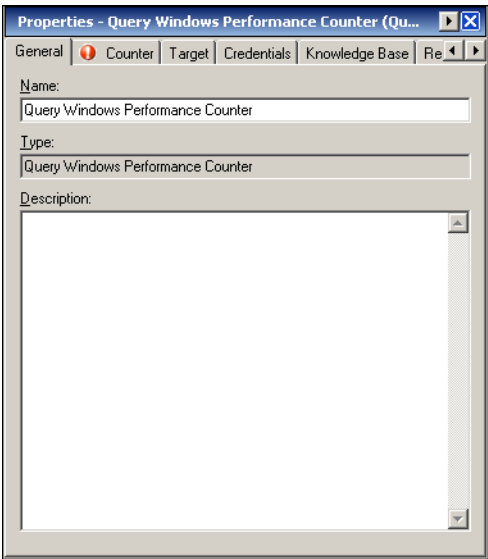 Properties - Query Windows Performance Counter (Qu...
General Counter Target Credentials Knowledge Base Re
Name:
Query Windows Performance Counter
Type:
Query Windows Performance Counter
Description: